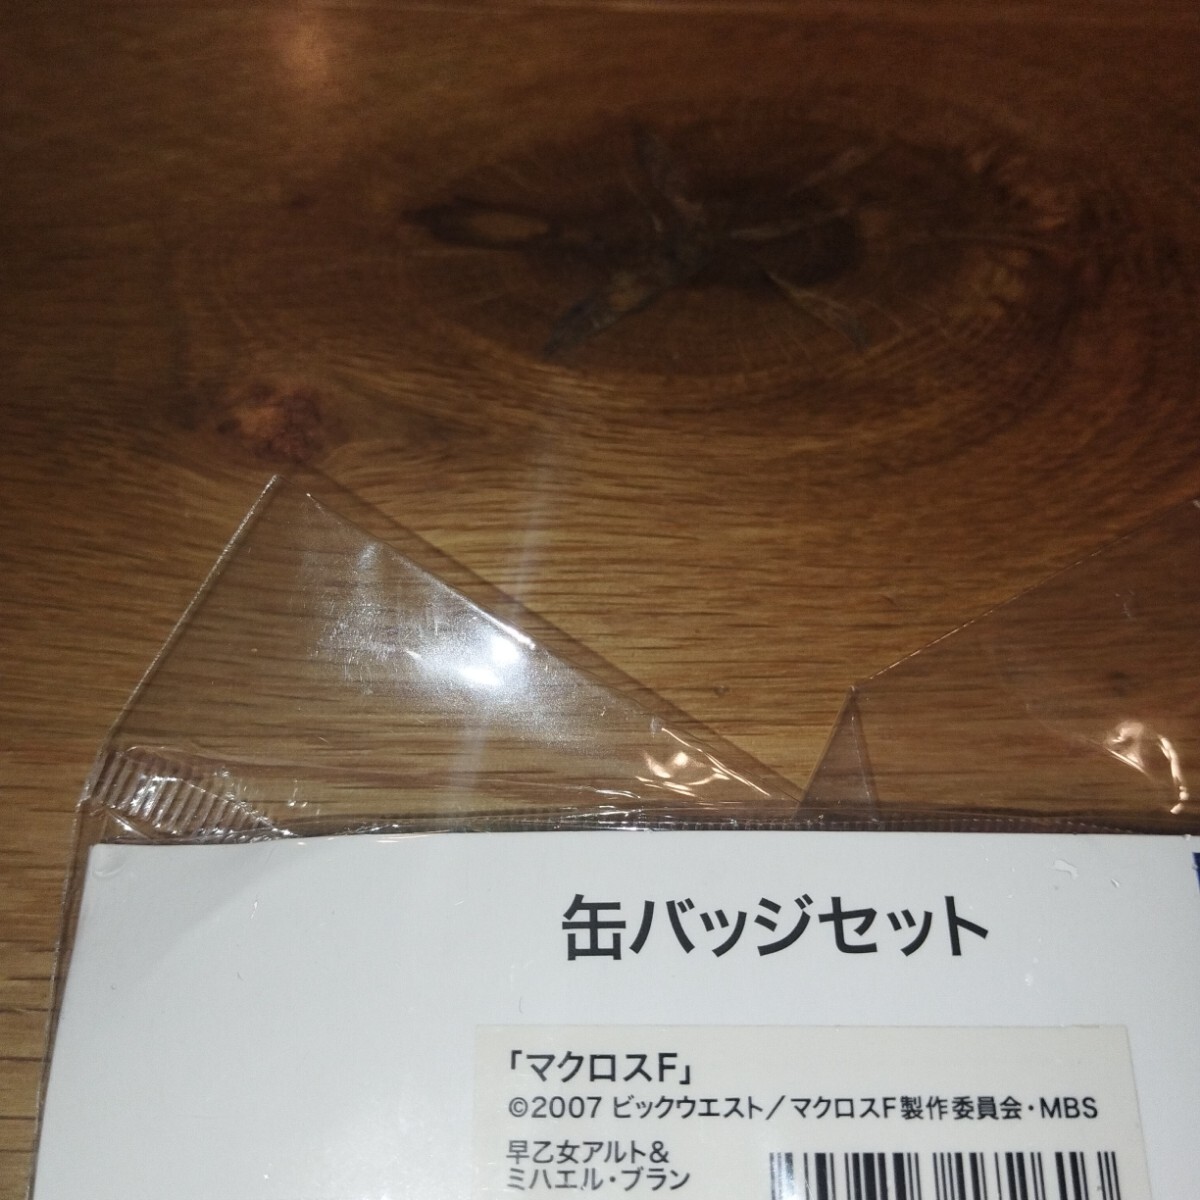 缶バッジセット
「マクロスF」
©2007 ビックウエスト/マクロスF製作委員会・MBS
早乙女アルト&
ミハエル・ブラン